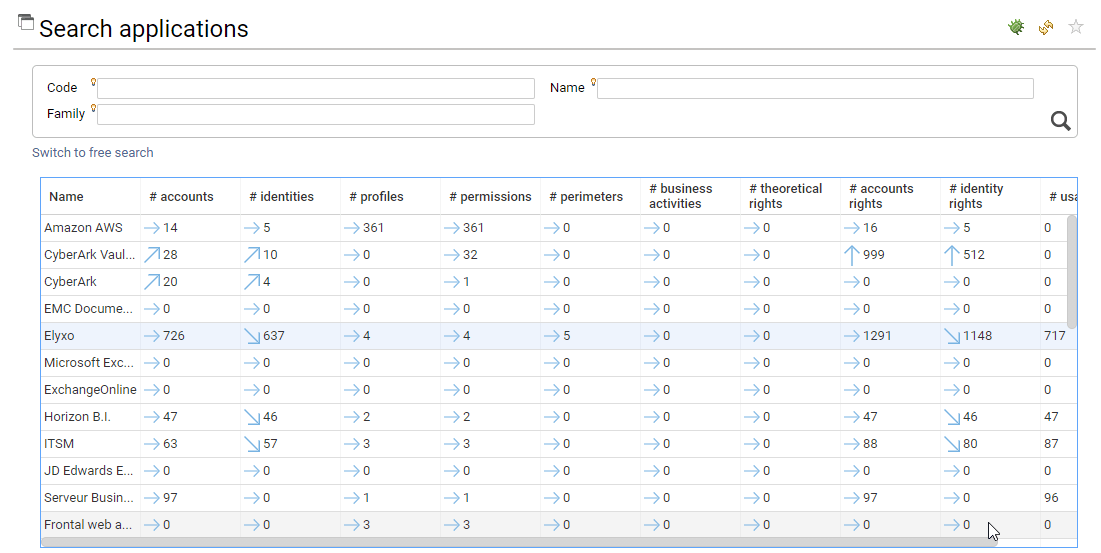 Search applications
Code
Name
Family
Switch to free search
Name # accounts # identities # profiles # permissions # perimeters # business activities # theoretical rights # accounts rights # identity rights # usa
Amazon AWS 14 5 361 361 0 0 0 16 5 0
CyberArk Vaul... 28 10 0 32 0 0 0 999 512 0
CyberArk 20 4 0 1 0 0 0 0 0 0
EMC Docume... 0 0 0 0 0 0 0 0 0 0
Elyxo 726 637 4 4 5 0 0 1291 1148 717
Microsoft Exc... 0 0 0 0 0 0 0 0 0 0
ExchangeOnline 0 0 0 0 0 0 0 0 0 0
Horizon B.I. 47 46 2 2 0 0 0 47 46 47
ITSM 63 57 3 3 0 0 0 88 80 87
JD Edwards E... 0 0 0 0 0 0 0 0 0 0
Serveur Busin... 97 0 1 1 0 0 0 97 0 96
Frontal web a... 0 0 3 3 0 0 0 0 0 0